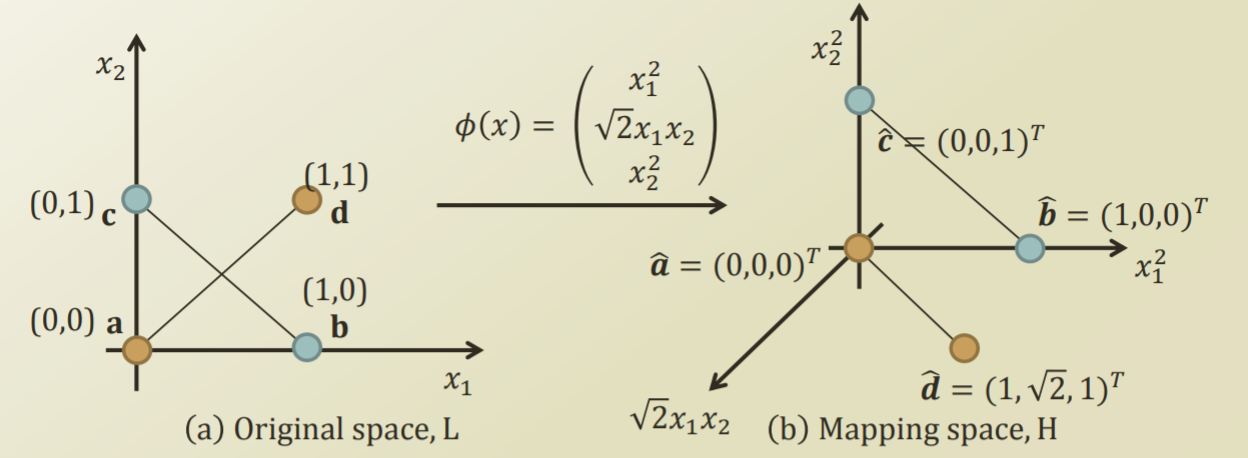 x₂
(0,1) c
(1,1)
d
(0,0) a
(1,0)
b
x₁
(a) Original space, L
ϕ(x) = ( x₁² √2x₁x₂ x₂² )
x₂²
ĉ = (0,0,1)ᵀ
b̂ = (1,0,0)ᵀ
x₁²
â = (0,0,0)ᵀ
d̂ = (1, √2, 1)ᵀ
√2x₁x₂
(b) Mapping space, H